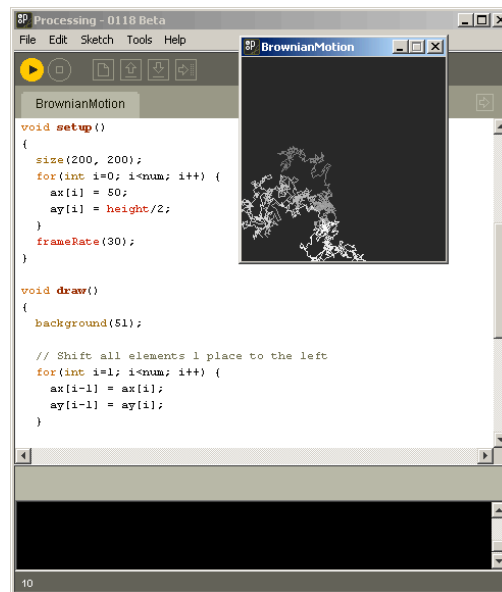 Processing - 0118 Beta
File Edit Sketch Tools Help
BrownianMotion
BrownianMotion
void setup()
{
  size(200, 200);
  for(int i=0; i<num; i++) {
    ax[i] = 50;
    ay[i] = height/2;
  }
  frameRate(30);
}

void draw()
{
  background(51);

  // Shift all elements 1 place to the left
  for(int i=1; i<num; i++) {
    ax[i-1] = ax[i];
    ay[i-1] = ay[i];
  }
10